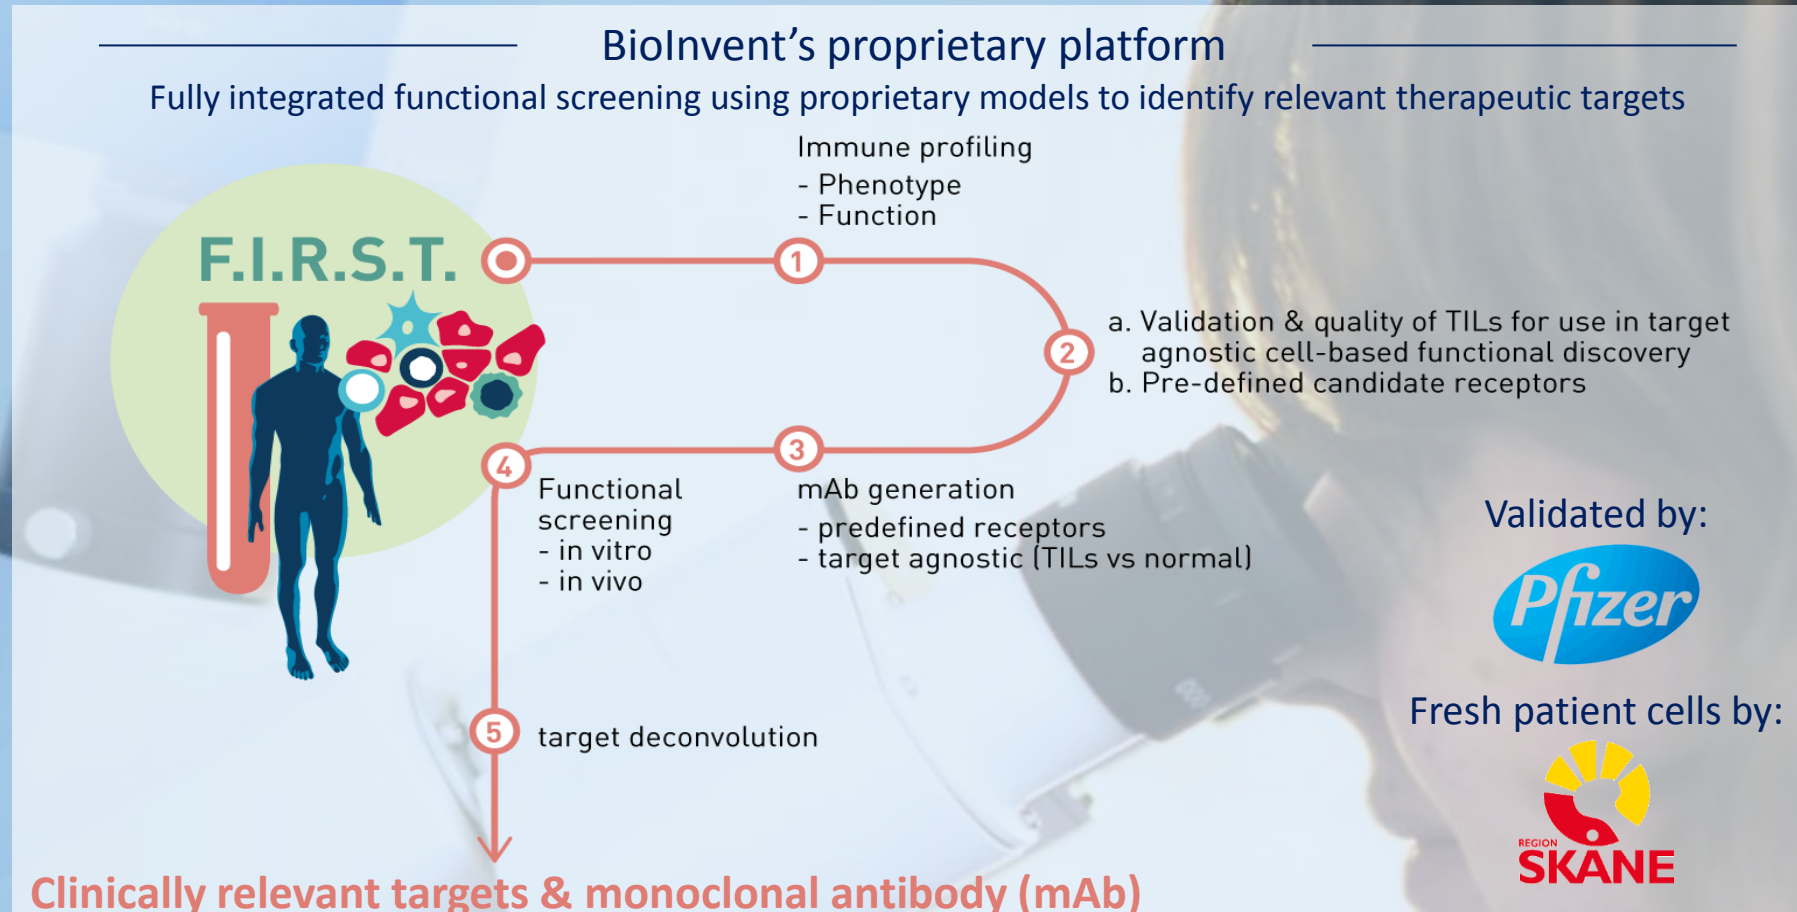 BioInvent’s proprietary platform
Fully integrated functional screening using proprietary models to identify relevant therapeutic targets
Immune profiling
- Phenotype
- Function
F.I.R.S.T.
1
2
a. Validation & quality of TILs for use in target
agnostic cell-based functional discovery
b. Pre-defined candidate receptors
3
mAb generation
- predefined receptors
- target agnostic (TILs vs normal)
4
Functional
screening
- in vitro
- in vivo
5
target deconvolution
Clinically relevant targets & monoclonal antibody (mAb)
Validated by:
Pfizer
Fresh patient cells by:
REGION
SKANE